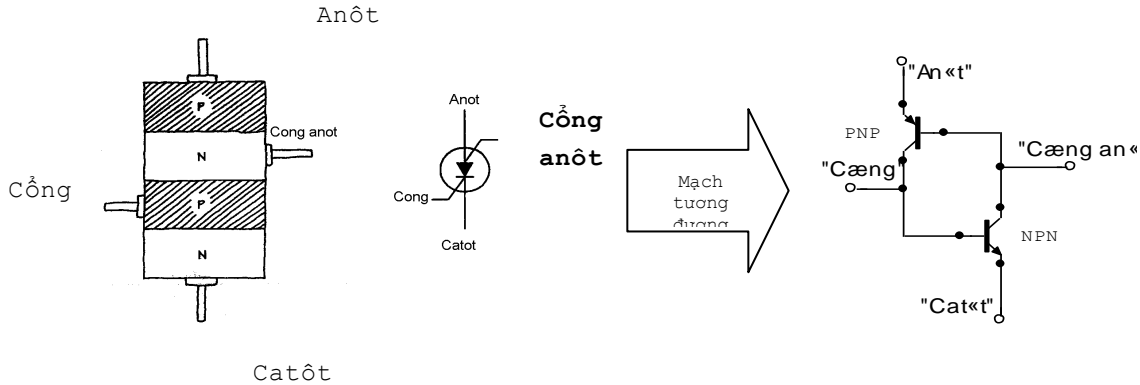 Anôt
P
N
P
N
Cong anot
Cổng
Catôt
Anot
Cong
Catot
Cổng
anôt
Mạch
tương
đương
"An«t"
PNP
"Cæng"
"Cæng an«
NPN
"Cat«t"